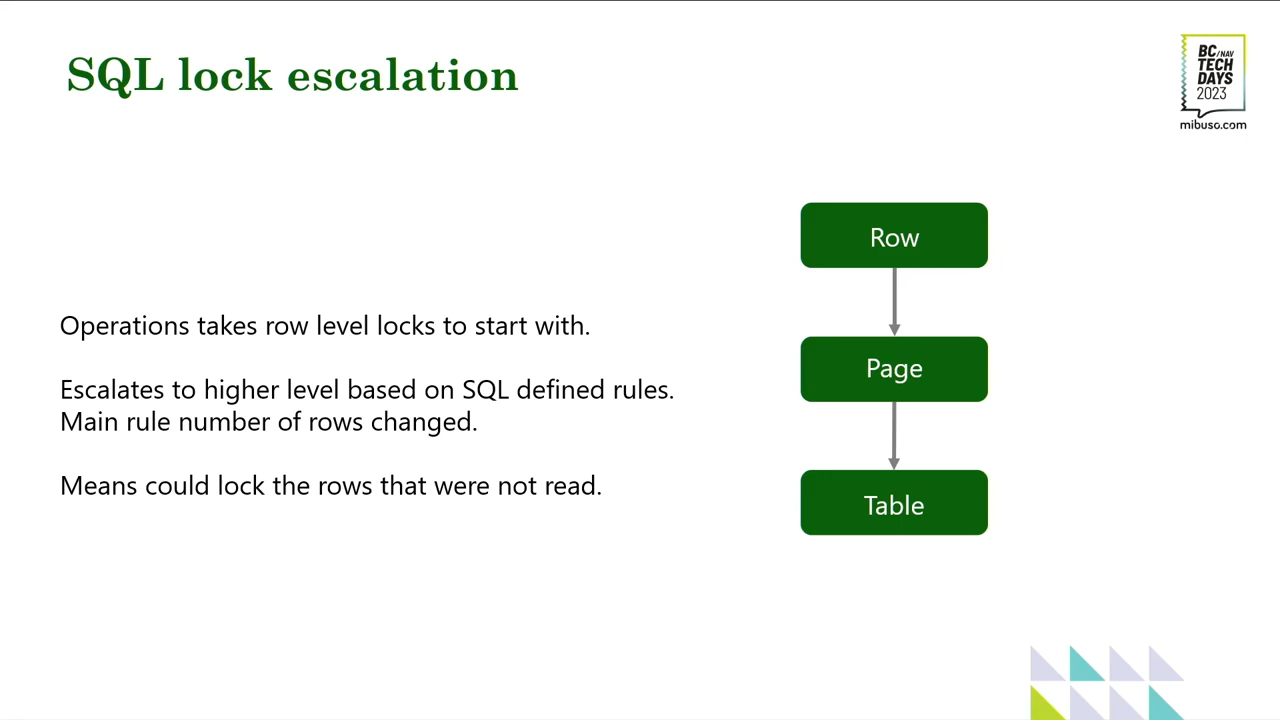 SQL lock escalation
BC/NAV
TECH
DAYS
2023
mibuso.com
Row
Operations takes row level locks to start with.
Page
Escalates to higher level based on SQL defined rules.
Main rule number of rows changed.
Means could lock the rows that were not read.
Table